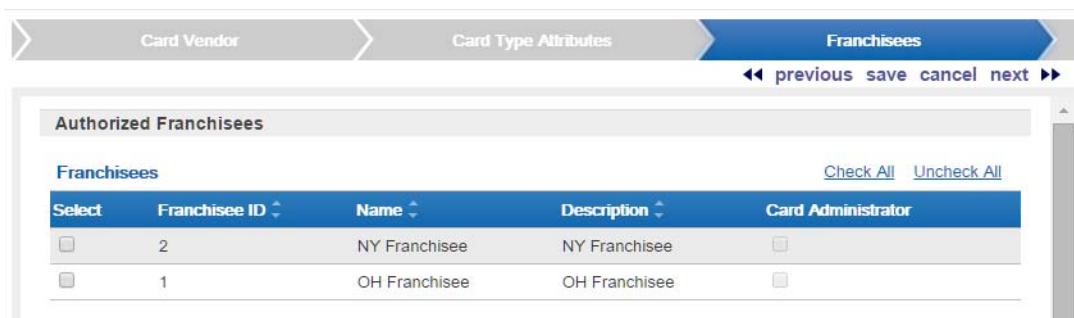 Card Vendor Card Type Attributes Franchisees
previous save cancel next
Authorized Franchisees
Franchisees Check All Uncheck All
Select Franchisee ID Name Description Card Administrator
2 NY Franchisee NY Franchisee
1 OH Franchisee OH Franchisee